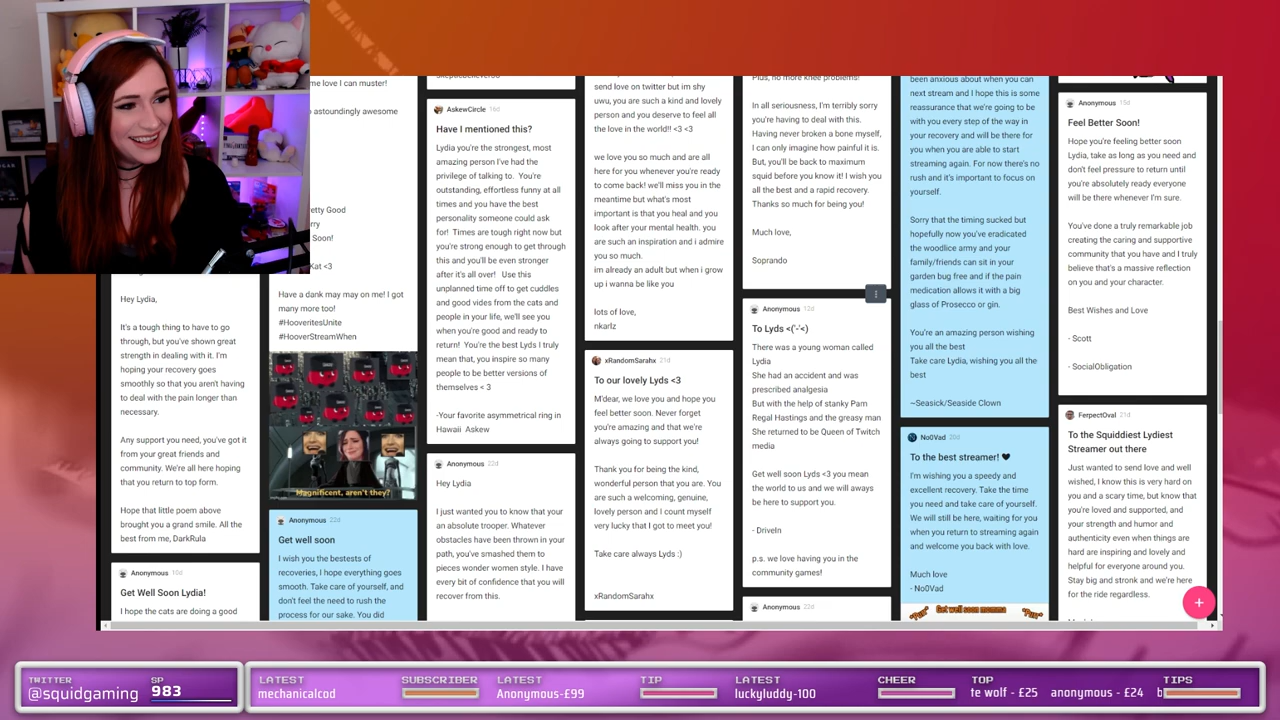 me love I can muster!
astoundingly awesome
etty Good
rry
Soon!
Kat <3
Hey Lydia,
It's a tough thing to have to go
through, but you've shown great
strength in dealing with it. I'm
hoping your recovery goes
smoothly so that you aren't having
to deal with the pain longer than
necessary.
Any support you need, you've got it
from your great friends and
community. We're all here hoping
that you return to top form.
Hope that little poem above
brought you a grand smile. All the
best from me, DarkRula
Anonymous 15d
Get Well Soon Lydia!
I hope the cats are doing a good
Have a dank may may on me! I got
many more too!
#HooveritesUnite
#HooverStreamWhen
Magnificent, aren't they?
Anonymous 22d
Get well soon
I wish you the bestests of
recoveries, I hope everything goes
smooth. Take care of yourself, and
don't feel the need to rush the
process for our sake. You did
AskewCircle 16d
Have I mentioned this?
Lydia you're the strongest, most
amazing person I've had the
privilege of talking to. You're
outstanding, effortless funny at all
times and you have the best
personality someone could ask
for! Times are tough right now but
you're strong enough to get through
this and you'll be even stronger
after it's all over! Use this
unplanned time off to get cuddles
and good vides from the cats and
people in your life, we'll see you
when you're good and ready to
return! You're the best Lyds I truly
mean that, you inspire so many
people to be better versions of
themselves < 3
-Your favorite asymmetrical ring in
Hawaii Askew
Anonymous 22d
Hey Lydia
I just wanted you to know that your
an absolute trooper. Whatever
obstacles have been thrown in your
path, you've smashed them to
pieces wonder women style. I have
every bit of confidence that you will
recover from this.
send love on twitter but im shy
uwu, you are such a kind and lovely
person and you deserve to feel all
the love in the world!! <3 <3
we love you so much and are all
here for you whenever you're ready
to come back! we'll miss you in the
meantime but what's most
important is that you heal and you
look after your mental health. you
are such an inspiration and i admire
you so much.
im already an adult but when i grow
up i wanna be like you
lots of love,
nkarlz
xRandomSarahx 21d
To our lovely Lyds <3
M'dear, we love you and hope you
feel better soon. Never forget
you're amazing and that we're
always going to support you!
Thank you for being the kind,
wonderful person that you are. You
are such a welcoming, genuine,
lovely person and I count myself
very lucky that I got to meet you!
Take care always Lyds :)
xRandomSarahx
Plus, no more knee problems!
In all seriousness, I'm terribly sorry
you're having to deal with this.
Having never broken a bone myself,
I can only imagine how painful it is.
But, you'll be back to maximum
squid before you know it! I wish you
all the best and a rapid recovery.
Thanks so much for being you!
Much love,
Soprando
Anonymous 12d
To Lyds <('-'<)
There was a young woman called
Lydia
She had an accident and was
prescribed analgesia
But with the help of stanky Pam
Regal Hastings and the greasy man
She returned to be Queen of Twitch
media
Get well soon Lyds <3 you mean
the world to us and we will aways
be here to support you.
- DriveIn
p.s. we love having you in the
community games!
Anonymous 22d
been anxious about when you can
next stream and I hope this is some
reassurance that we're going to be
with you every step of the way in
your recovery and will be there for
you when you are able to start
streaming again. For now there's no
rush and it's important to focus on
yourself.
Sorry that the timing sucked but
hopefully now you've eradicated
the woodlice army and your
family/friends can sit in your
garden bug free and if the pain
medication allows it with a big
glass of Prosecco or gin.
You're an amazing person wishing
you all the best
Take care Lydia, wishing you all the
best
~Seasick/Seaside Clown
No0Vad 20d
To the best streamer! ♥
I'm wishing you a speedy and
excellent recovery. Take the time
you need and take care of yourself.
We will still be here, waiting for you
when you return to streaming again
and welcome you back with love.
Much love
- No0Vad
*Purr* Get well soon momma *Purr*
Anonymous 15d
Feel Better Soon!
Hope you're feeling better soon
Lydia, take as long as you need and
don't feel pressure to return until
you're absolutely ready everyone
will be there whenever I'm sure.
You've done a truly remarkable job
creating the caring and supportive
community that you have and I truly
believe that's a massive reflection
on you and your character.
Best Wishes and Love
- Scott
- SocialObligation
FerpectOval 21d
To the Squiddiest Lydiest
Streamer out there
Just wanted to send love and well
wished, I know this is very hard on
you and a scary time, but know that
you're loved and supported, and
your strength and humor and
authenticity even when things are
hard are inspiring and lovely and
helpful for everyone around you.
Stay big and stronk and we're here
for the ride regardless.
TWITTER
@squidgaming
SP
983
LATEST SUBSCRIBER
mechanicalcod
LATEST TIP
Anonymous-£99
LATEST CHEER
luckyluddy-100
TOP TIPS
te wolf - £25 anonymous - £24 b